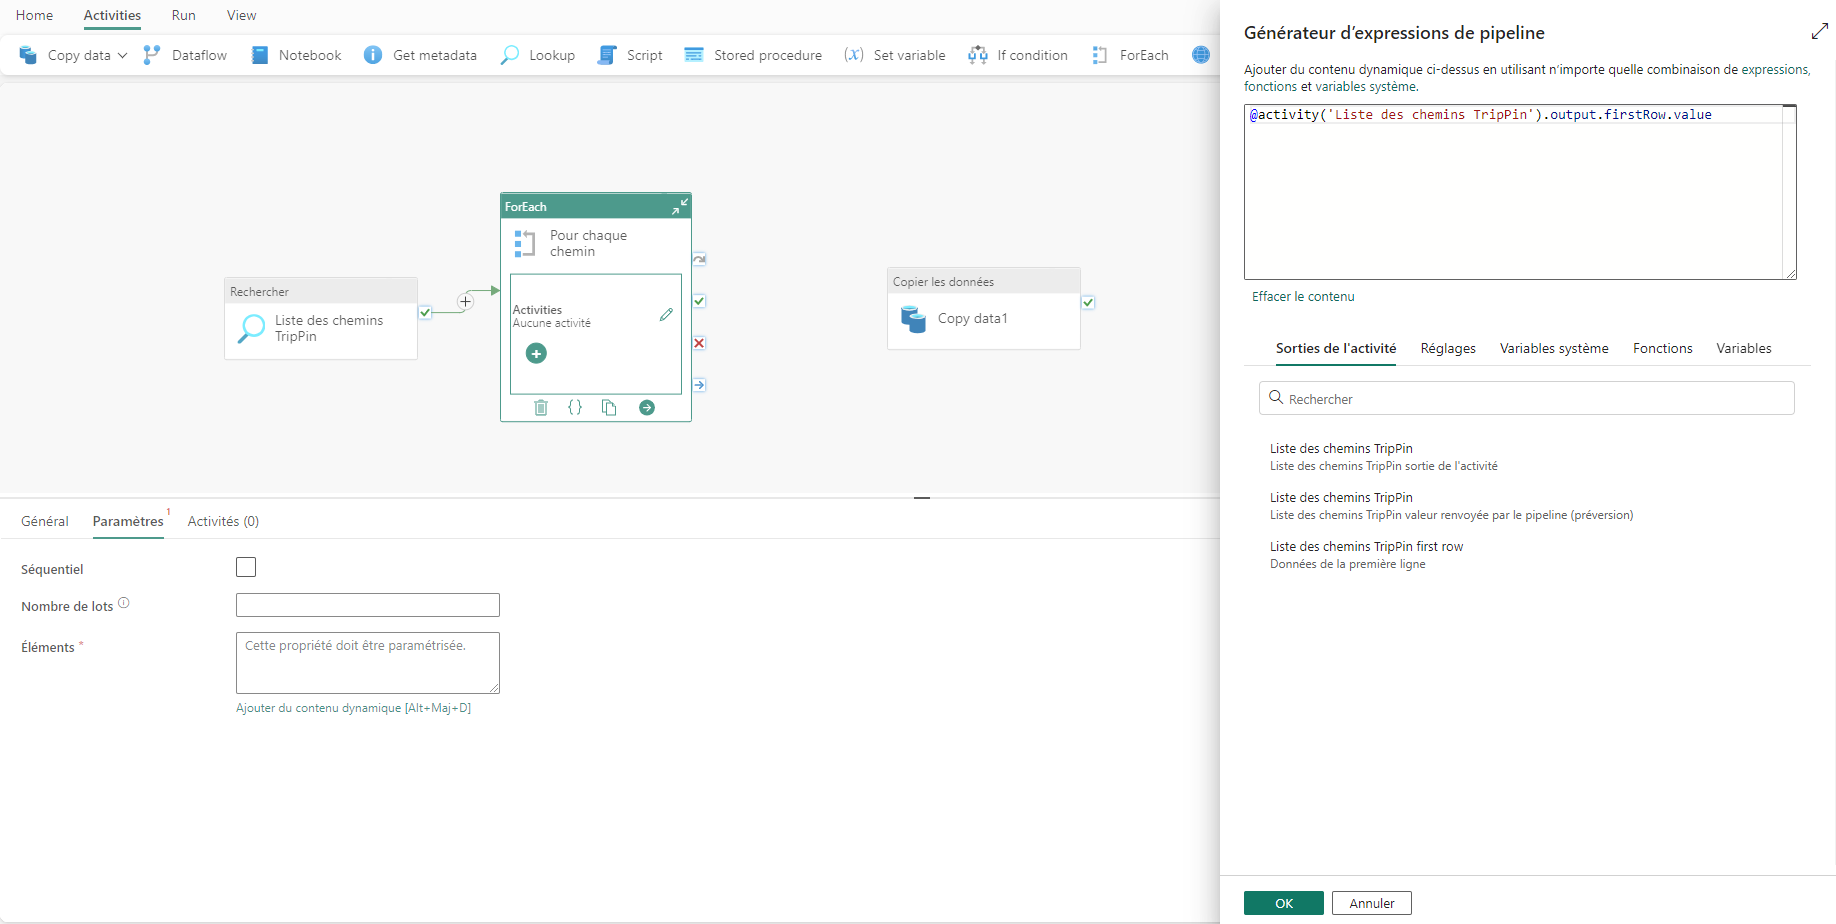 Home Activities Run View
Copy data Dataflow Notebook Get metadata Lookup Script Stored procedure Set variable If condition ForEach
ForEach
Pour chaque
chemin
Activities
Aucune activité
Rechercher
Liste des chemins
TripPin
Copier les données
Copy data1
Général Paramètres 1 Activités (0)
Séquentiel
Nombre de lots
Éléments *
Cette propriété doit être paramétrisée.
Ajouter du contenu dynamique [Alt+Maj+D]
Générateur d’expressions de pipeline
Ajouter du contenu dynamique ci-dessus en utilisant n’importe quelle combinaison de expressions,
fonctions et variables système.
@activity('Liste des chemins TripPin').output.firstRow.value
Effacer le contenu
Sorties de l'activité Réglages Variables système Fonctions Variables
Rechercher
Liste des chemins TripPin
Liste des chemins TripPin sortie de l'activité
Liste des chemins TripPin
Liste des chemins TripPin valeur renvoyée par le pipeline (préversion)
Liste des chemins TripPin first row
Données de la première ligne
OK Annuler